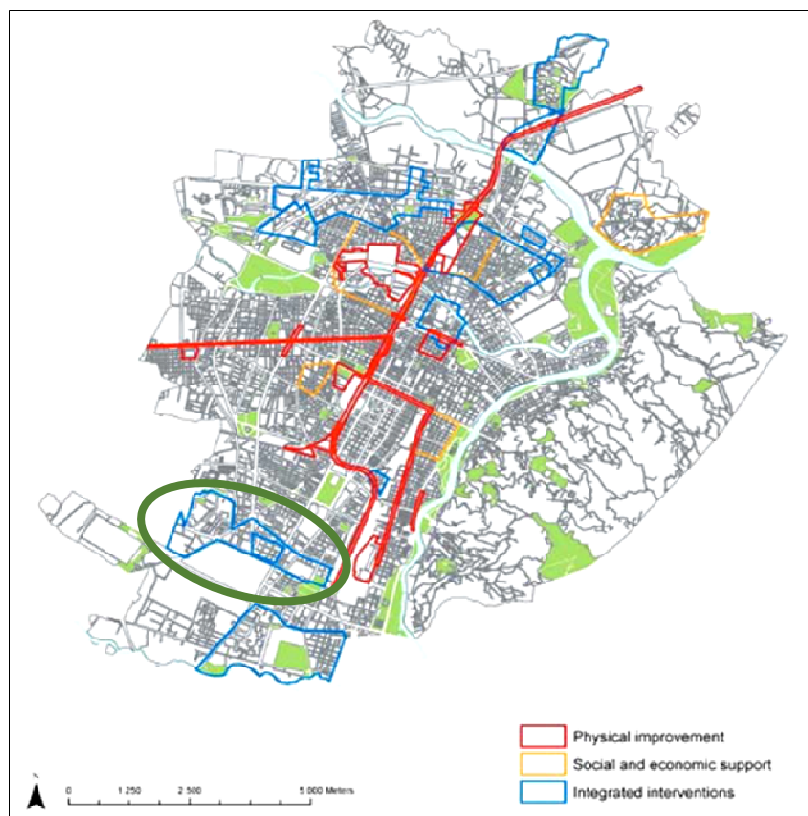 Physical improvement
Social and economic support
Integrated interventions
N
0 1 250 2 500 5 000 Meters